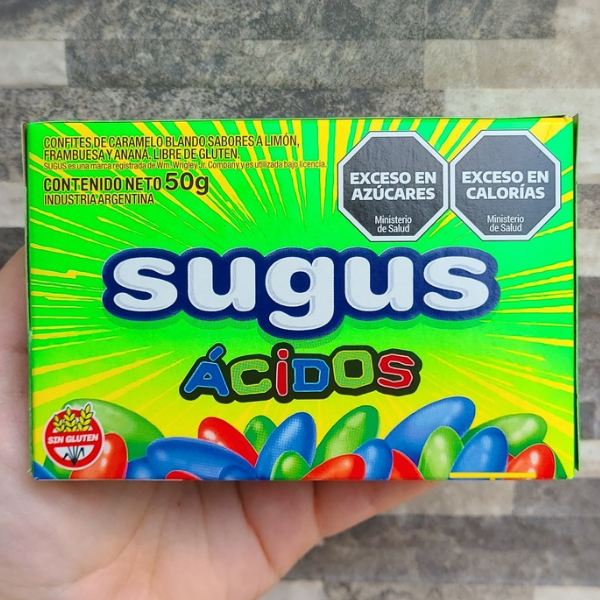 CONFITES DE CARAMELO BLANDO SABORES A LIMÓN,
FRAMBUESA Y ANANÁ. LIBRE DE GLUTEN.
SUGUS es una marca registrada de Wm. Wrigley Jr. Company y es utilizada bajo licencia.
CONTENIDO NETO 50g
INDUSTRIA ARGENTINA
EXCESO EN
AZÚCARES
Ministerio
de Salud
EXCESO EN
CALORÍAS
Ministerio
de Salud
sugus
ÁCIDOS
SIN GLUTEN